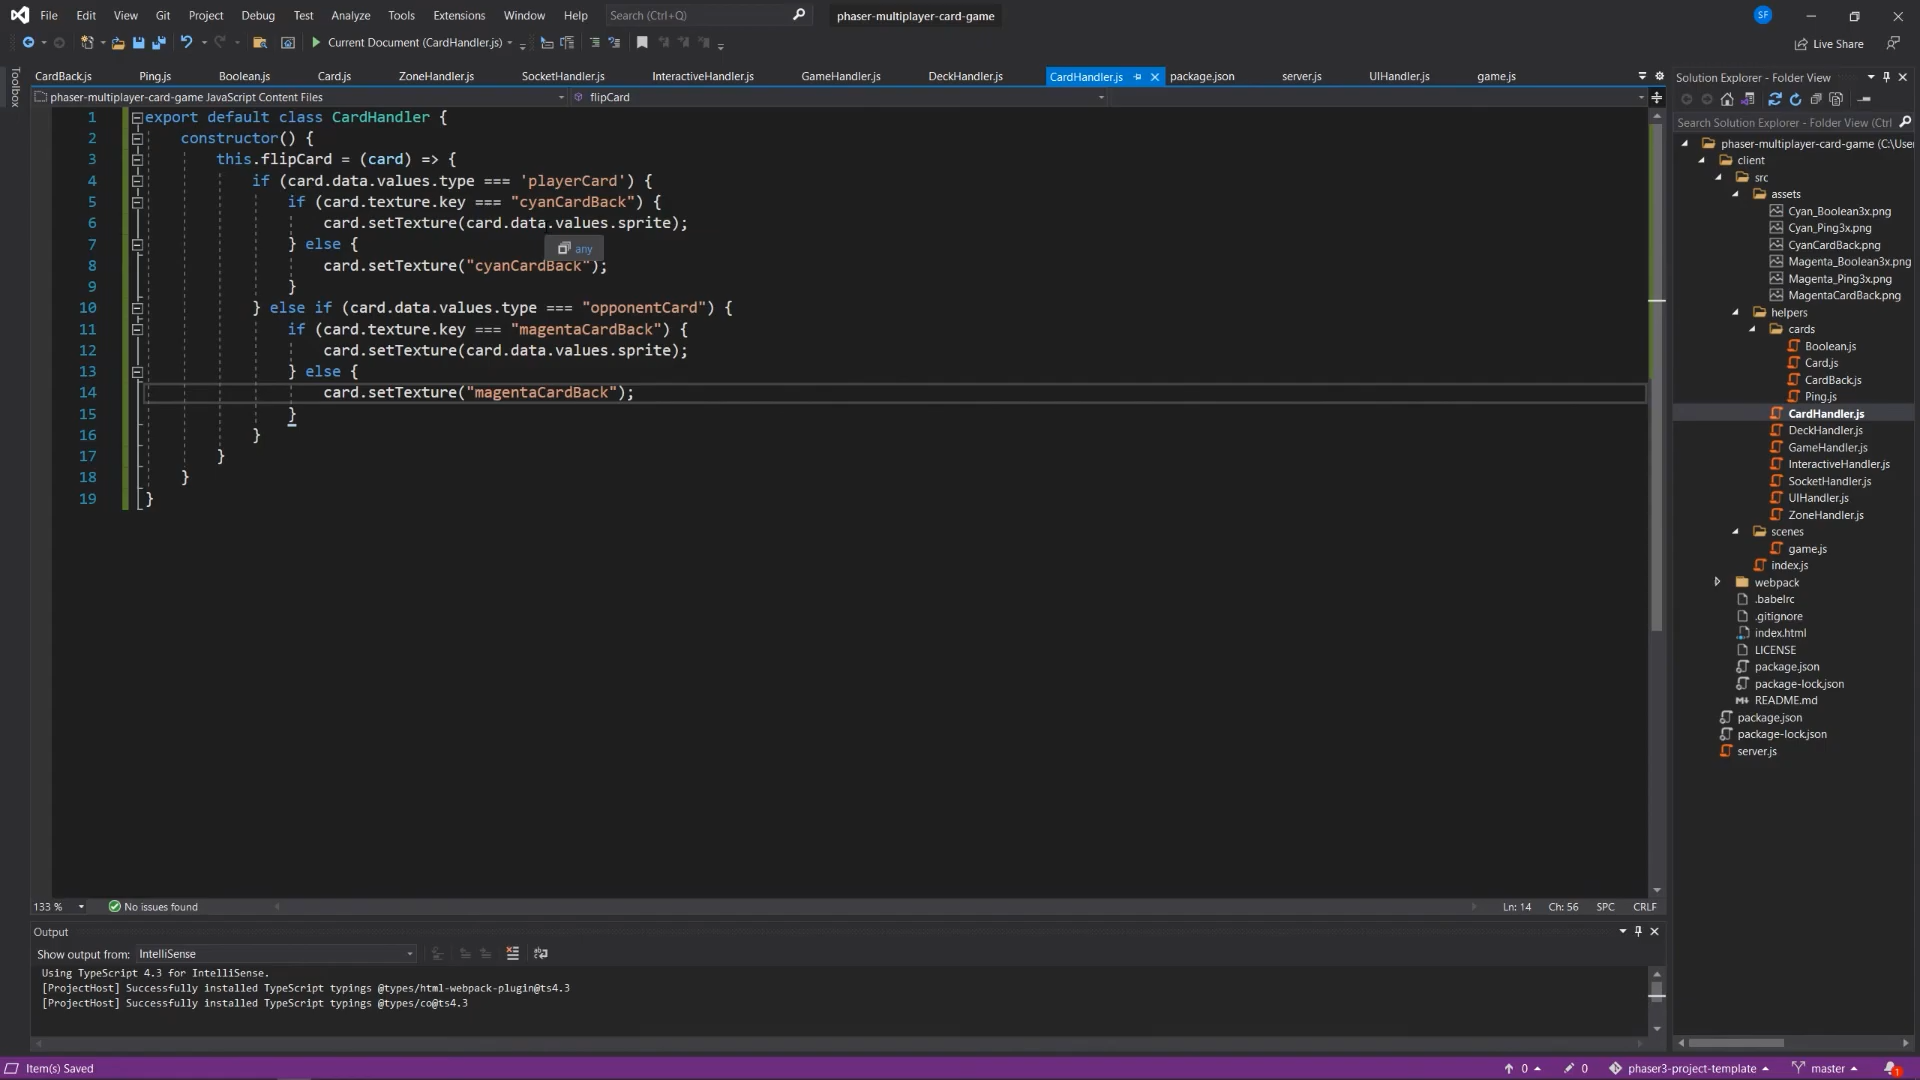 File Edit View Git Project Debug Test Analyze Tools Extensions Window Help Search (Ctrl+Q) phaser-multiplayer-card-game SF
Current Document (CardHandler.js) Live Share
Toolbox
CardBack.js Ping.js Boolean.js Card.js ZoneHandler.js SocketHandler.js InteractiveHandler.js GameHandler.js DeckHandler.js CardHandler.js package.json server.js UIHandler.js game.js
phaser-multiplayer-card-game JavaScript Content Files flipCard
1 export default class CardHandler {
2 constructor() {
3 this.flipCard = (card) => {
4 if (card.data.values.type === 'playerCard') {
5 if (card.texture.key === "cyanCardBack") {
6 card.setTexture(card.data.values.sprite);
7 } else {
any
8 card.setTexture("cyanCardBack");
9 }
10 } else if (card.data.values.type === "opponentCard") {
11 if (card.texture.key === "magentaCardBack") {
12 card.setTexture(card.data.values.sprite);
13 } else {
14 card.setTexture("magentaCardBack");
15 }
16 }
17 }
18 }
19 }
133 % No issues found Ln: 14 Ch: 56 SPC CRLF
Output
Show output from: IntelliSense
Using TypeScript 4.3 for IntelliSense.
[ProjectHost] Successfully installed TypeScript typings @types/html-webpack-plugin@ts4.3
[ProjectHost] Successfully installed TypeScript typings @types/co@ts4.3
Solution Explorer - Folder View
Search Solution Explorer - Folder View (Ctrl
phaser-multiplayer-card-game (C:\User
client
src
assets
Cyan_Boolean3x.png
Cyan_Ping3x.png
CyanCardBack.png
Magenta_Boolean3x.png
Magenta_Ping3x.png
MagentaCardBack.png
helpers
cards
Boolean.js
Card.js
CardBack.js
Ping.js
CardHandler.js
DeckHandler.js
GameHandler.js
InteractiveHandler.js
SocketHandler.js
UIHandler.js
ZoneHandler.js
scenes
game.js
index.js
webpack
.babelrc
.gitignore
index.html
LICENSE
package.json
package-lock.json
README.md
package.json
package-lock.json
server.js
Item(s) Saved 0 0 phaser3-project-template master 1